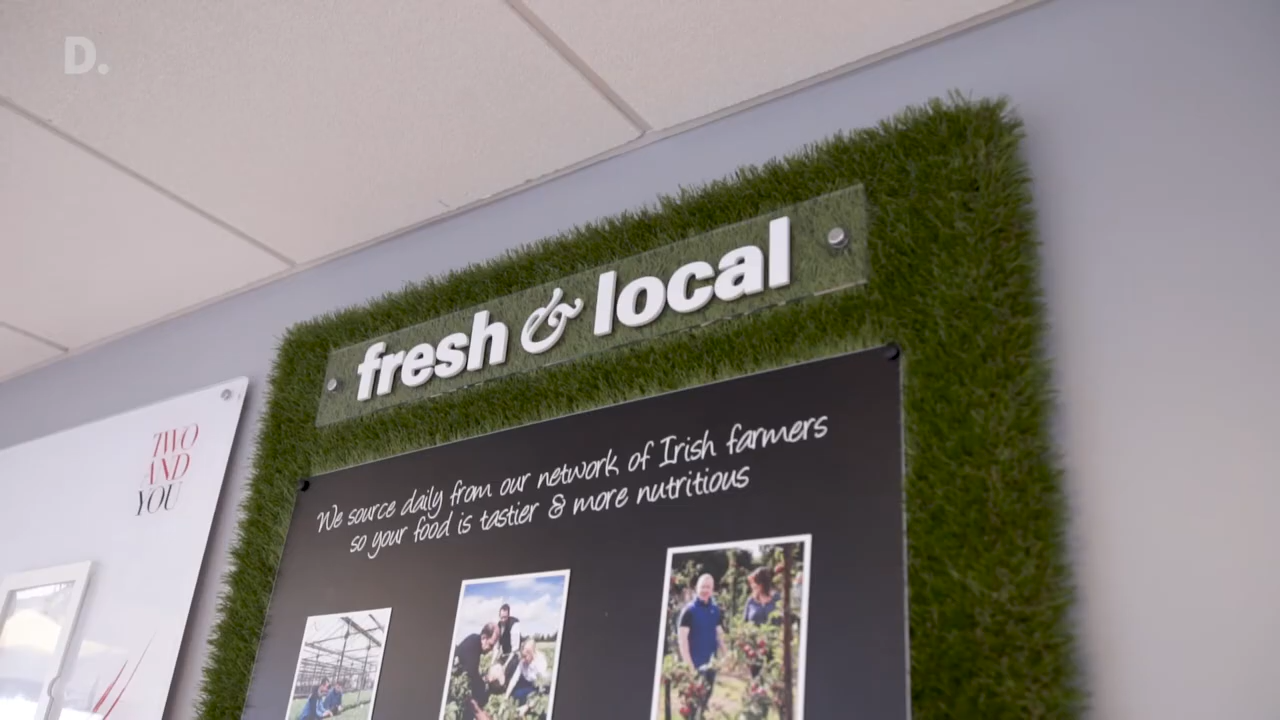 D.
fresh & local
We source daily from our network of Irish farmers
so your food is tastier & more nutritious
TWO
AND
YOU